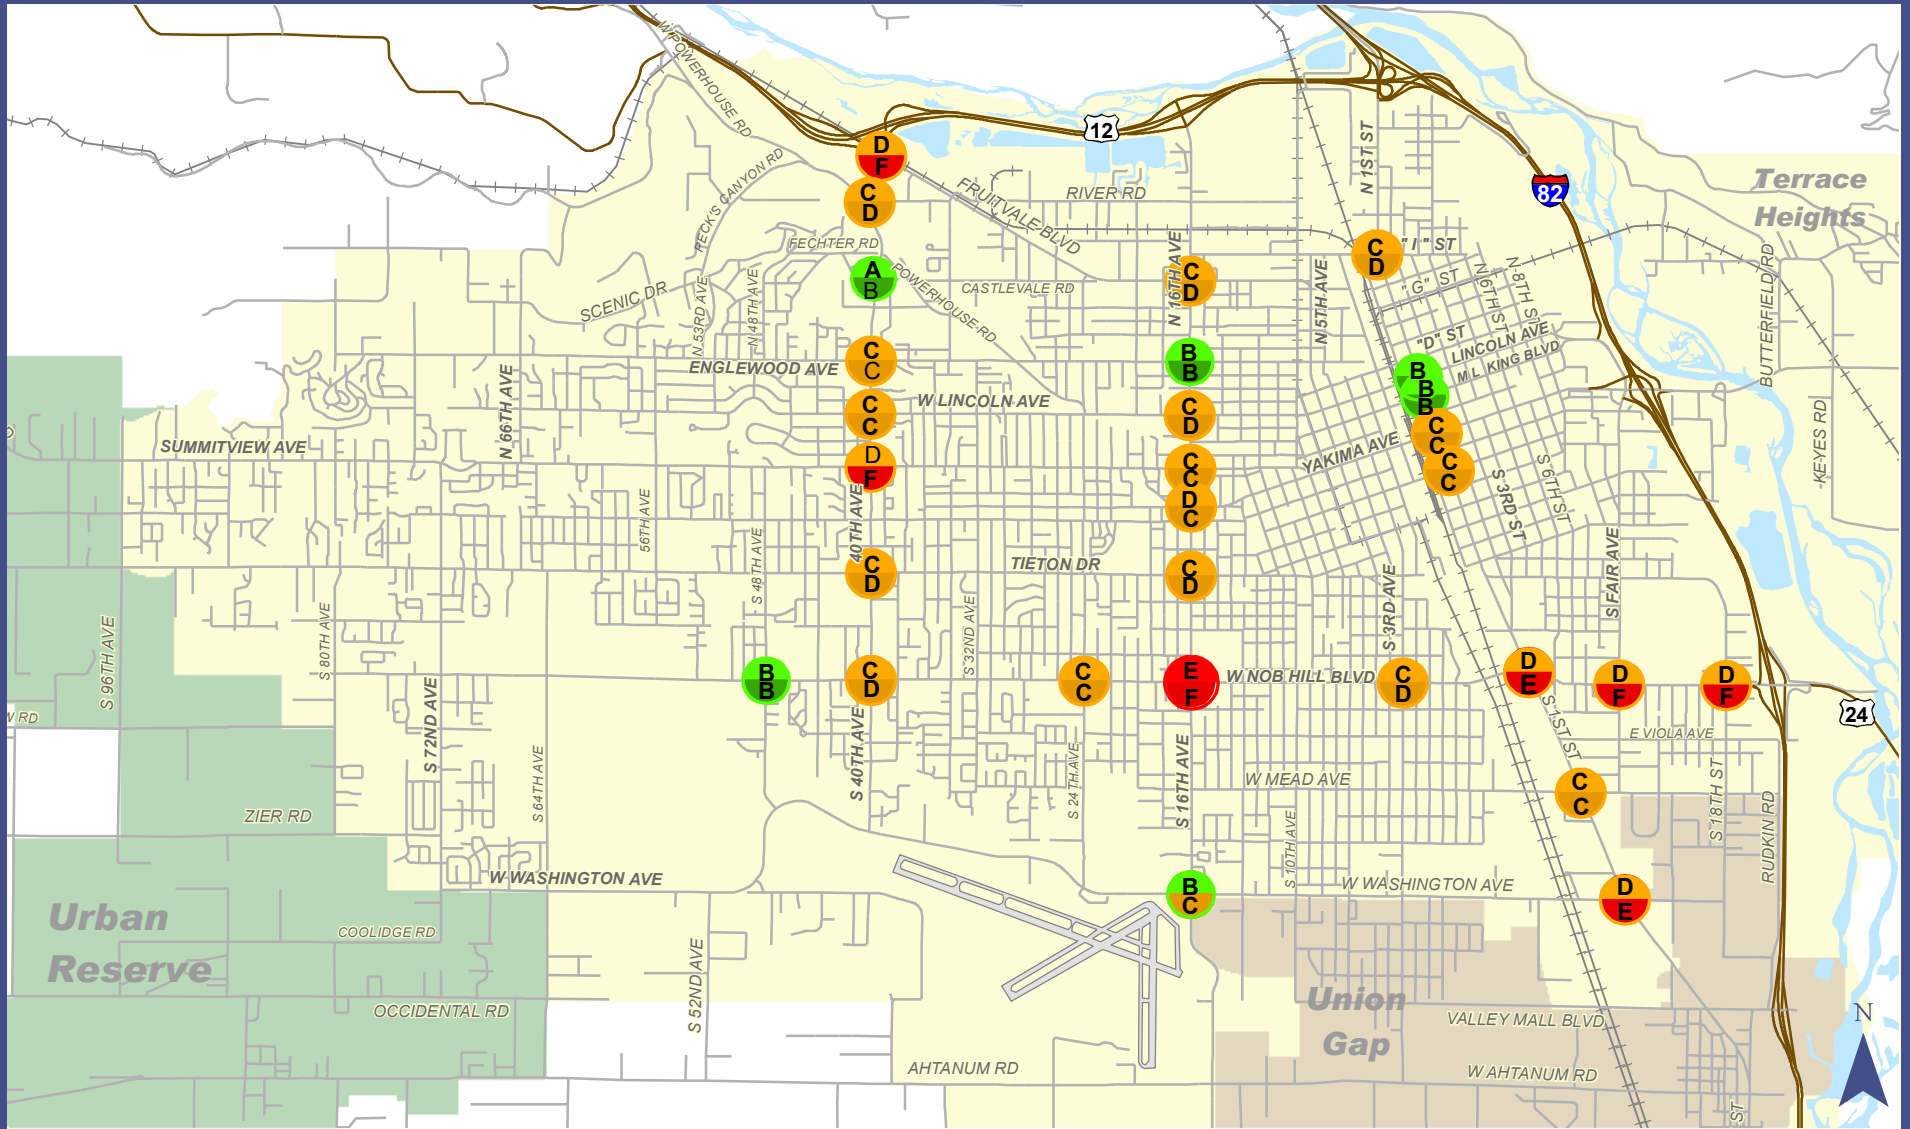 W POWERHOUSE RD
12
N 1ST ST
82
Terrace
Heights
PECK'S CANYON RD
D
F
FRUITVALE BLVD
RIVER RD
C
D
FECHTER RD
N 16TH AVE
C
D
" I " ST
BUTTERFIELD RD
A
B
POWERHOUSE RD
CASTLEVALE RD
C
D
N 5TH AVE
" G" ST
N 6TH ST
N 8TH ST
SCENIC DR
N 53RD AVE
N 48TH AVE
"D" ST
LINCOLN AVE
M L KING BLVD
ENGLEWOOD AVE
C
C
B
B
B
B
B
N 66TH AVE
W LINCOLN AVE
C
C
C
D
KEYES RD
SUMMITVIEW AVE
YAKIMA AVE
C
C
D
F
C
C
C
C
S 3RD ST
S 6TH ST
56TH AVE
40TH AVE
D
C
S 48TH AVE
TIETON DR
C
D
C
D
S FAIR AVE
S 3RD AVE
S 32ND AVE
S 80TH AVE
S 96TH AVE
B
B
C
D
C
C
E
F
W NOB HILL BLVD
C
D
D
E
D
F
D
F
W RD
24
S 72ND AVE
S 40TH AVE
S 1ST ST
E VIOLA AVE
S 64TH AVE
S 24TH AVE
S 16TH AVE
W MEAD AVE
C
C
S 18TH ST
RUDKIN RD
ZIER RD
S 10TH AVE
W WASHINGTON AVE
B
C
W WASHINGTON AVE
D
E
Urban
Reserve
COOLIDGE RD
S 52ND AVE
OCCIDENTAL RD
Union
Gap
VALLEY MALL BLVD
N
AHTANUM RD
W AHTANUM RD
ST